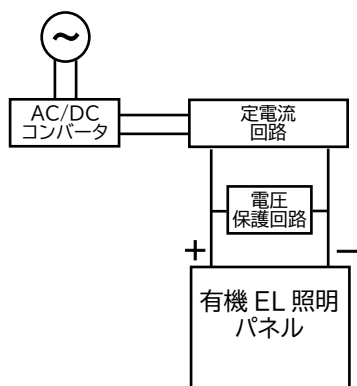 ~
AC/DC
コンバータ
定電流
回路
電圧
保護回路
+
−
有機 EL 照明
パネル